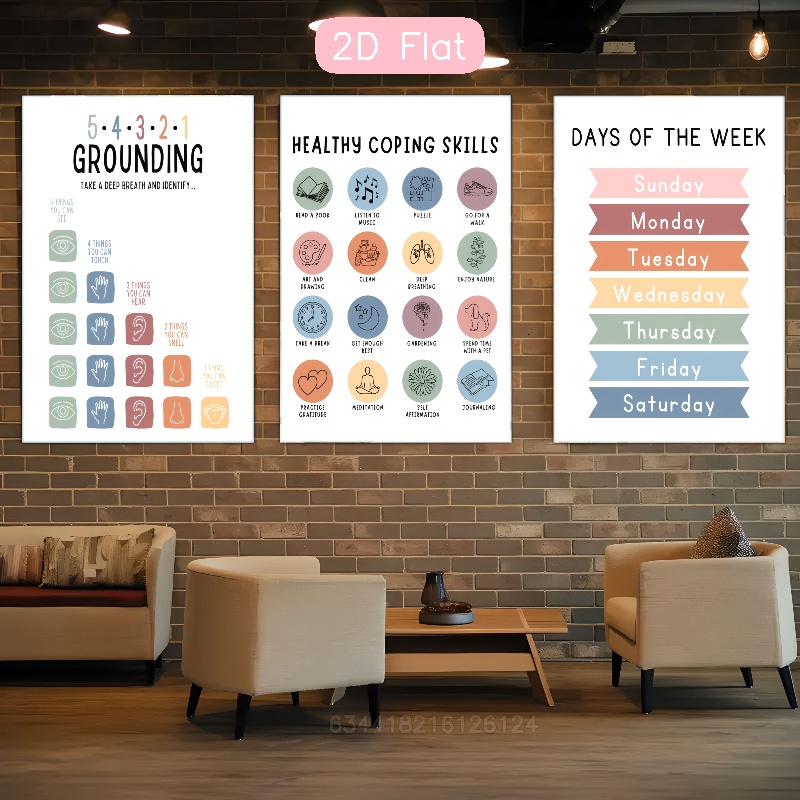 2D Flat
5•4•3•2•1
GROUNDING
TAKE A DEEP BREATH AND IDENTIFY...
5 THINGS
YOU CAN
SEE
4 THINGS
YOU CAN
TOUCH
3 THINGS
YOU CAN
HEAR
2 THINGS
YOU CAN
SMELL
1 THING
YOU CAN
TASTE
HEALTHY COPING SKILLS
READ A BOOK
LISTEN TO
MUSIC
PUZZLE
GO FOR A
WALK
ART AND
DRAWING
CLEAN
DEEP
BREATHING
ENJOY NATURE
TAKE A BREAK
GET ENOUGH
REST
GARDENING
SPEND TIME
WITH A PET
PRACTICE
GRATITUDE
MEDITATION
SELF
AFFIRMATION
JOURNALING
DAYS OF THE WEEK
Sunday
Monday
Tuesday
Wednesday
Thursday
Friday
Saturday
634418216126124